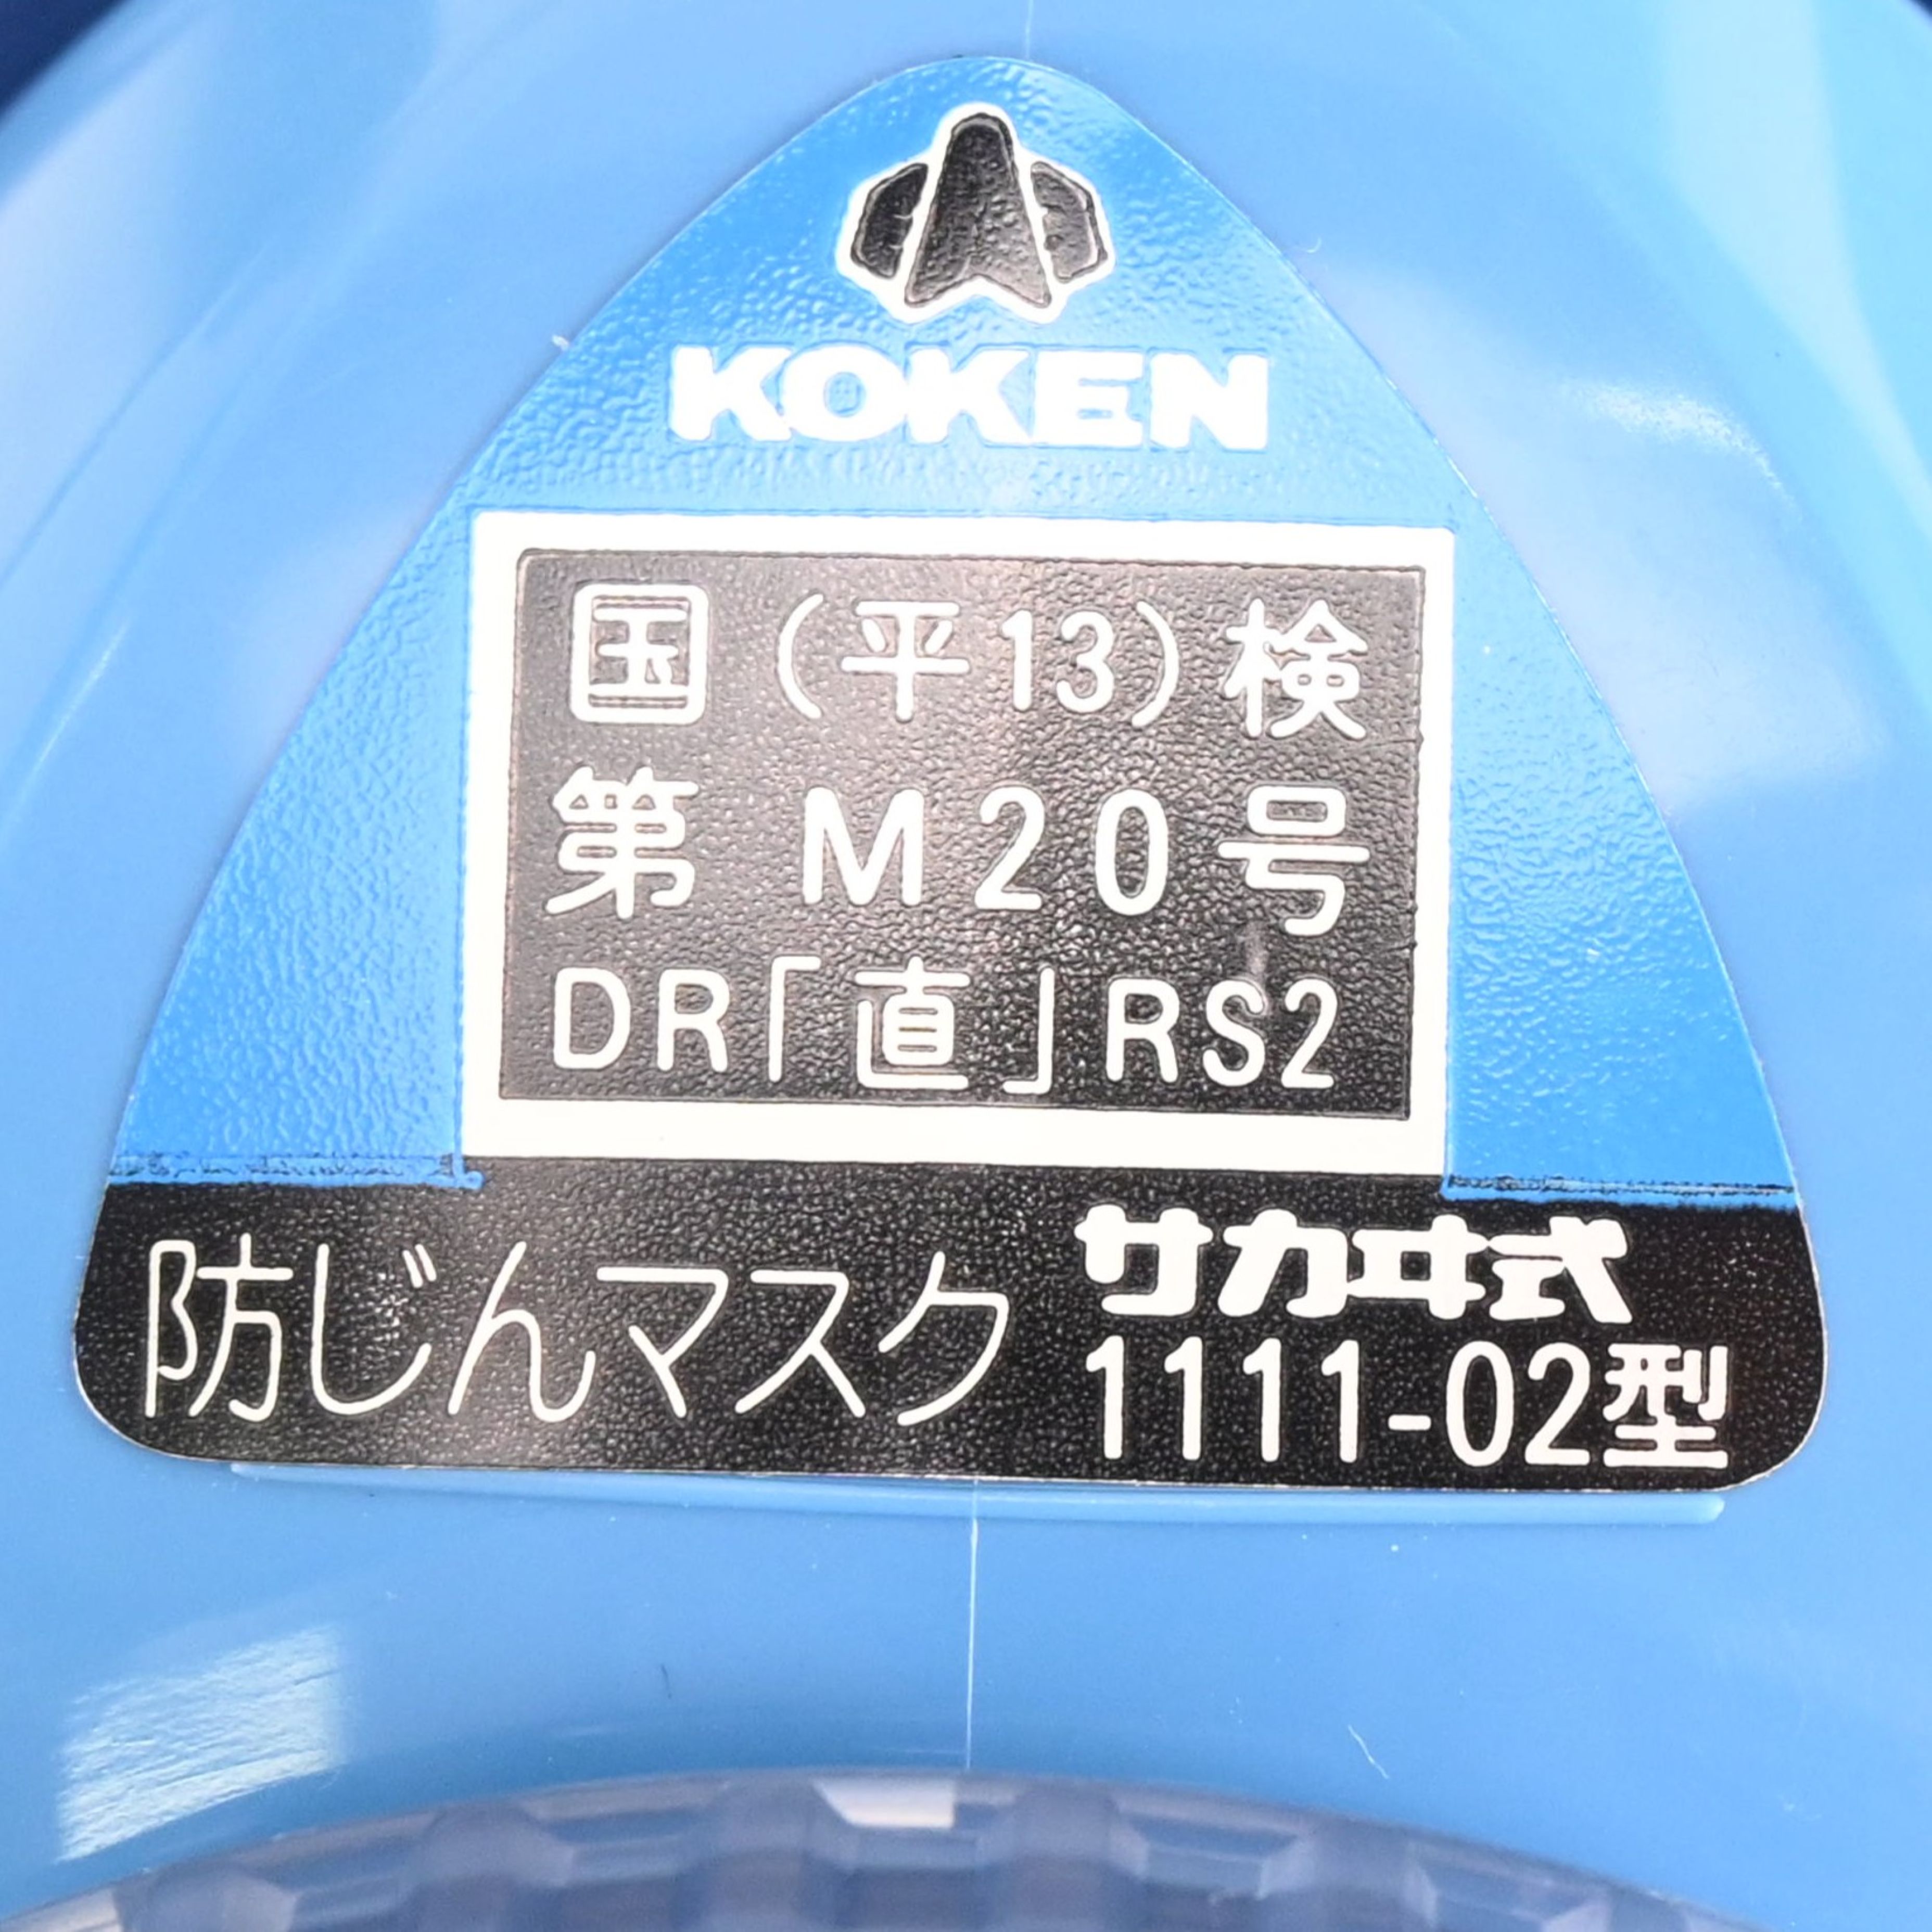 KOKEN
国(平13)検
第M20号
DR「直」RS2
防じんマスク
サカヰ式
1111-02型